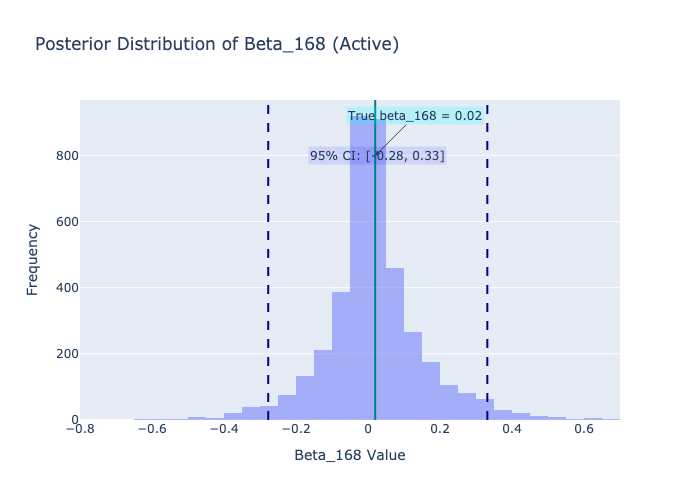 Posterior Distribution of Beta_168 (Active)
True beta_168 = 0.02
95% CI: [-0.28, 0.33]
800
600
400
200
0
Frequency
−0.8 −0.6 −0.4 −0.2 0 0.2 0.4 0.6
Beta_168 Value